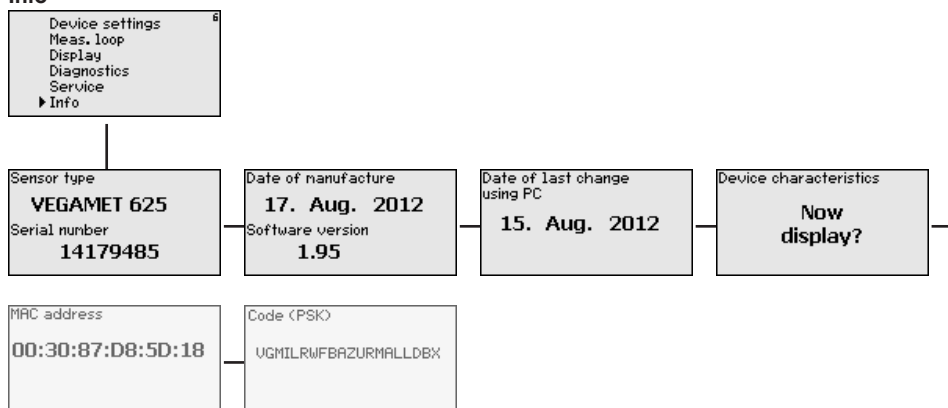 Device settings
6
Meas. loop
Display
Diagnostics
Service
Info
Sensor type
VEGAMET 625
Serial number
14179485
Date of manufacture
17. Aug. 2012
Software version
1.95
Date of last change
using PC
15. Aug. 2012
Device characteristics
Now
display?
MAC address
00:30:87:D8:5D:18
Code (PSK)
VGMILRWFBAZURMALLDBX